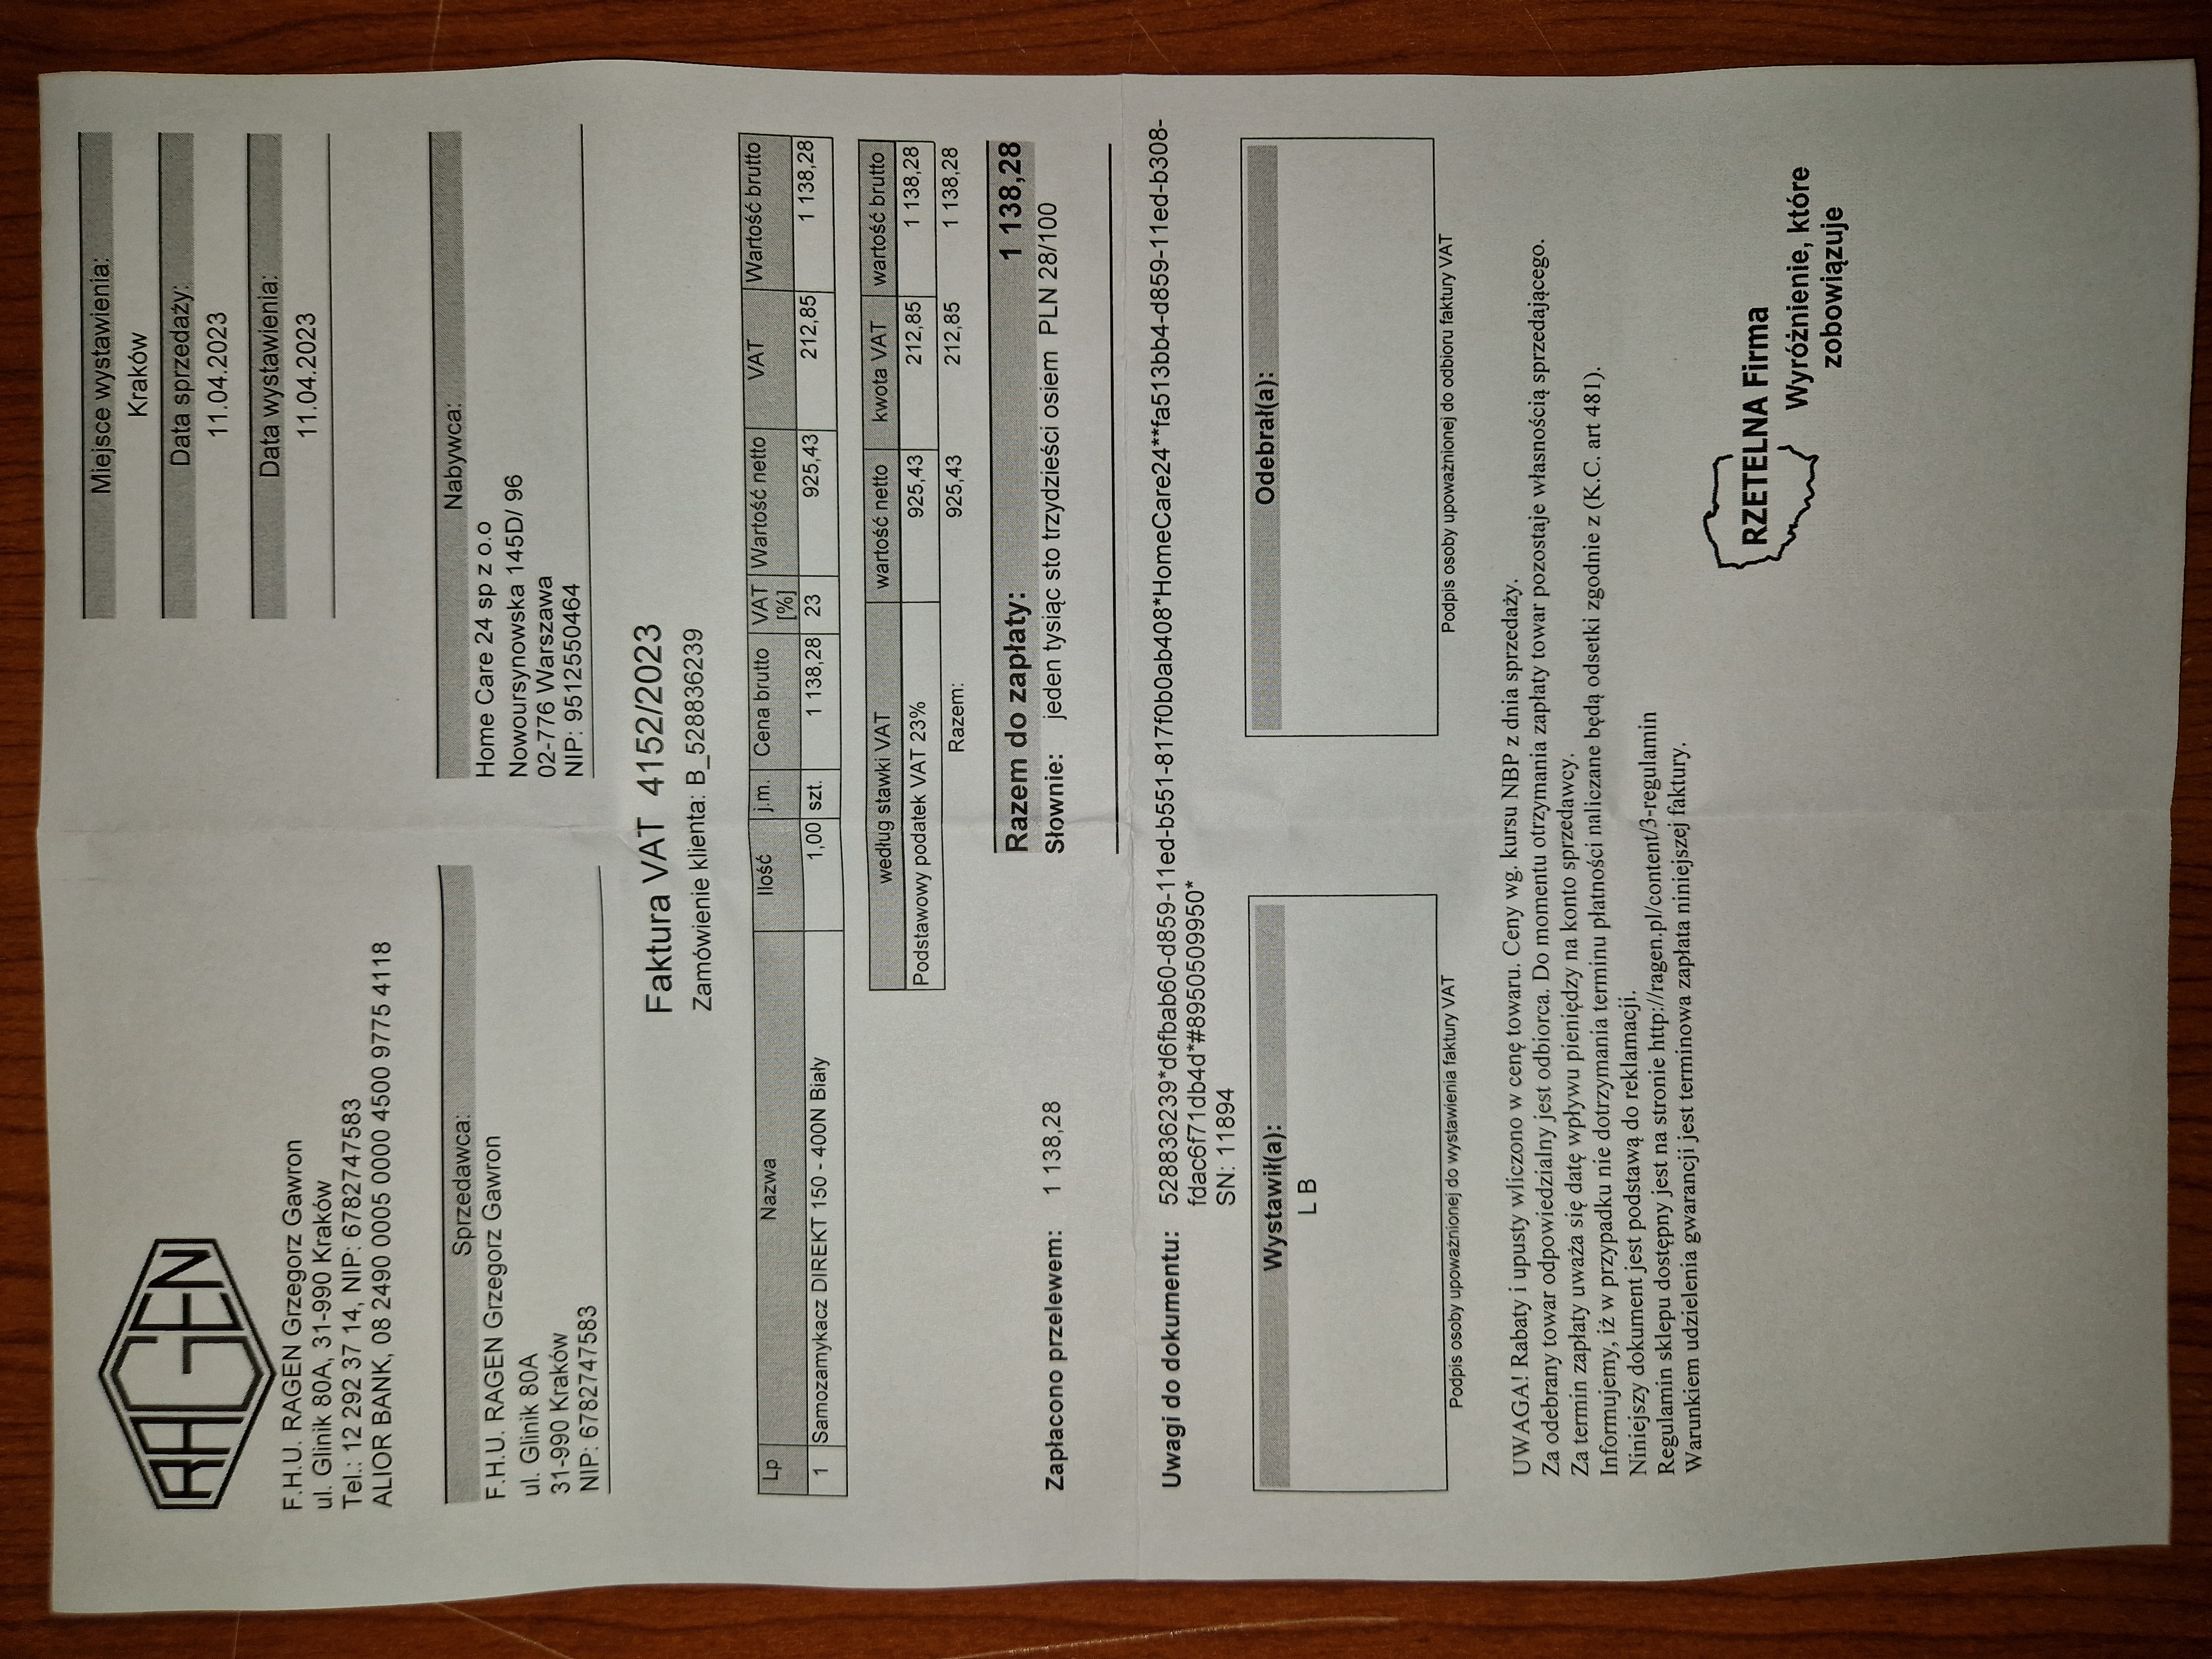 RAGEN
F.H.U. RAGEN Grzegorz Gawron
ul. Glinik 80A, 31-990 Kraków
Tel.: 12 292 37 14, NIP: 6782747583
ALIOR BANK, 08 2490 0005 0000 4500 9775 4118
Miejsce wystawienia:
Kraków
Data sprzedaży:
11.04.2023
Data wystawienia:
11.04.2023
Sprzedawca:
F.H.U. RAGEN Grzegorz Gawron
ul. Glinik 80A
31-990 Kraków
NIP: 6782747583
Nabywca:
Home Care 24 sp z o.o
Nowoursynowska 145D/ 96
02-776 Warszawa
NIP: 9512550464
Faktura VAT 4152/2023
Zamówienie klienta: B_528836239
Lp Nazwa Ilość j.m. Cena brutto VAT [%] Wartość netto VAT Wartość brutto
1 Samozamykacz DIREKT 150 - 400N Biały 1,00 szt. 1 138,28 23 925,43 212,85 1 138,28
według stawki VAT wartość netto kwota VAT wartość brutto
Podstawowy podatek VAT 23% 925,43 212,85 1 138,28
Razem: 925,43 212,85 1 138,28
Razem do zapłaty: 1 138,28
Zapłacono przelewem: 1 138,28
Słownie: jeden tysiąc sto trzydzieści osiem PLN 28/100
Uwagi do dokumentu: 528836239*d6fbab60-d859-11ed-b551-817f0b0ab408*HomeCare24**fa513bb4-d859-11ed-b308-
fdac6f71db4d*#8950509950*
SN: 11894
Wystawił(a):
L B
Podpis osoby upoważnionej do wystawienia faktury VAT
Odebrał(a):
Podpis osoby upoważnionej do odbioru faktury VAT
UWAGA! Rabaty i upusty wliczono w cenę towaru. Ceny wg. kursu NBP z dnia sprzedaży.
Za odebrany towar odpowiedzialny jest odbiorca. Do momentu otrzymania zapłaty towar pozostaje własnością sprzedającego.
Za termin zapłaty uważa się datę wpływu pieniędzy na konto sprzedawcy.
Informujemy, iż w przypadku nie dotrzymania terminu płatności naliczane będą odsetki zgodnie z (K.C. art 481).
Niniejszy dokument jest podstawą do reklamacji.
Regulamin sklepu dostępny jest na stronie http://ragen.pl/content/3-regulamin
Warunkiem udzielenia gwarancji jest terminowa zapłata niniejszej faktury.
RZETELNA Firma
Wyróżnienie, które
zobowiązuje